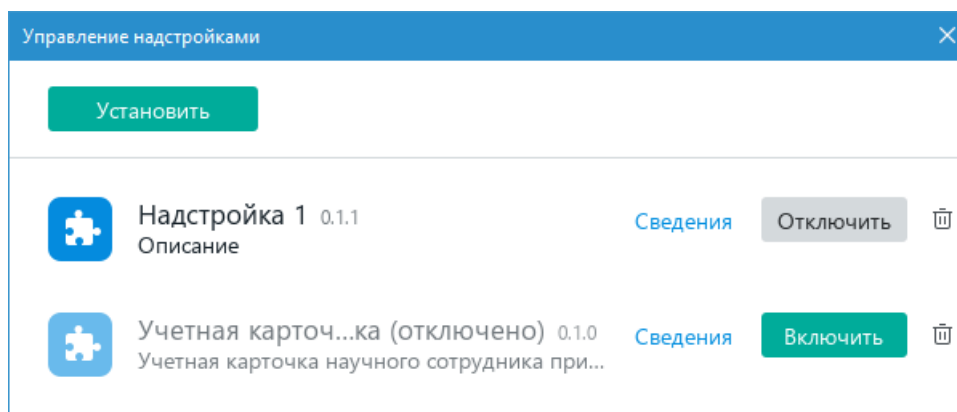 Управление надстройками
Установить
Надстройка 1 0.1.1
Описание
Сведения
Отключить
Учетная карточ...ка (отключено) 0.1.0
Учетная карточка научного сотрудника при...
Сведения
Включить